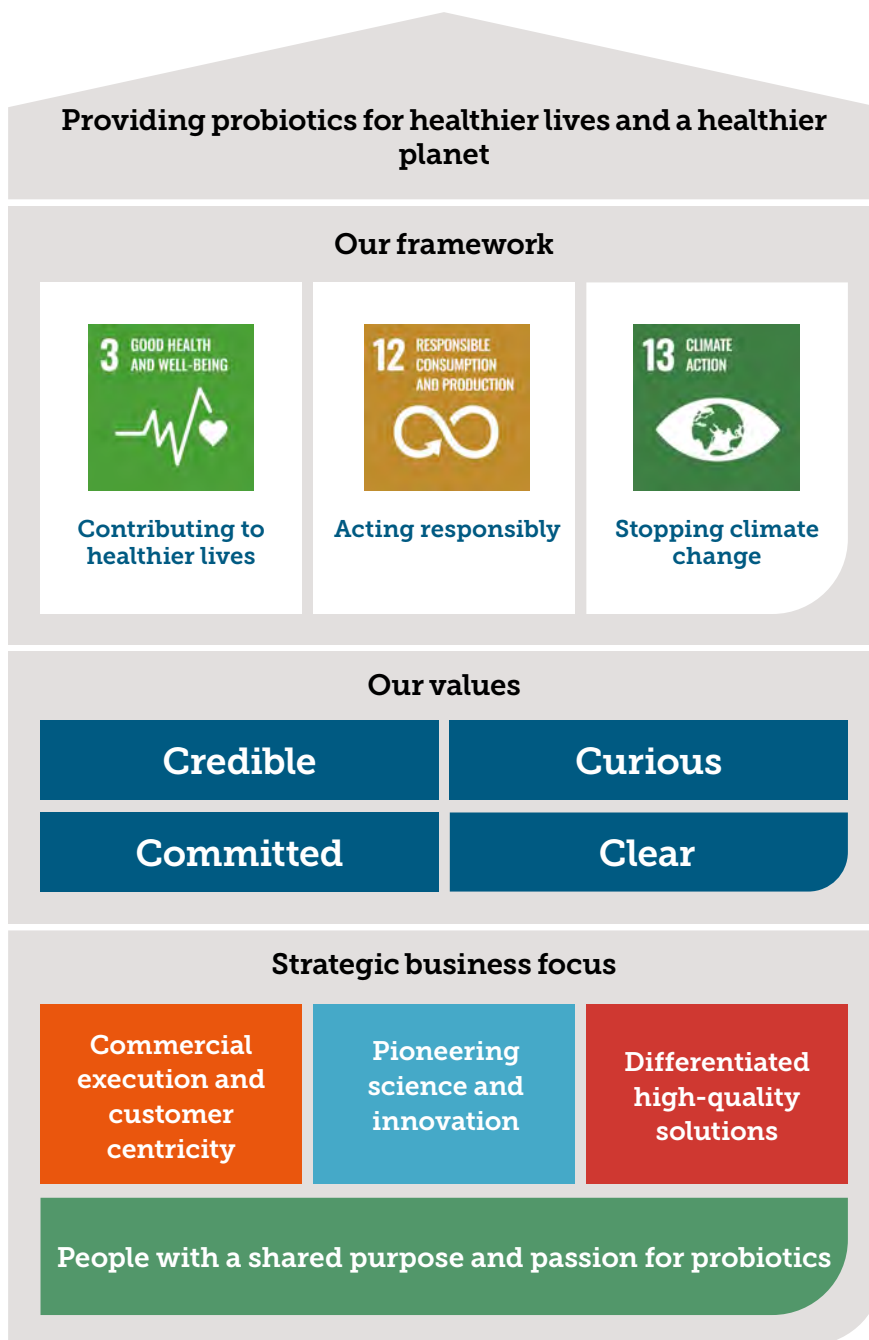 Providing probiotics for healthier lives and a healthier
planet
Our framework
3 GOOD HEALTH
AND WELL-BEING
Contributing to
healthier lives
12 RESPONSIBLE
CONSUMPTION
AND PRODUCTION
Acting responsibly
13 CLIMATE
ACTION
Stopping climate
change
Our values
Credible
Curious
Committed
Clear
Strategic business focus
Commercial
execution and
customer
centricity
Pioneering
science and
innovation
Differentiated
high-quality
solutions
People with a shared purpose and passion for probiotics